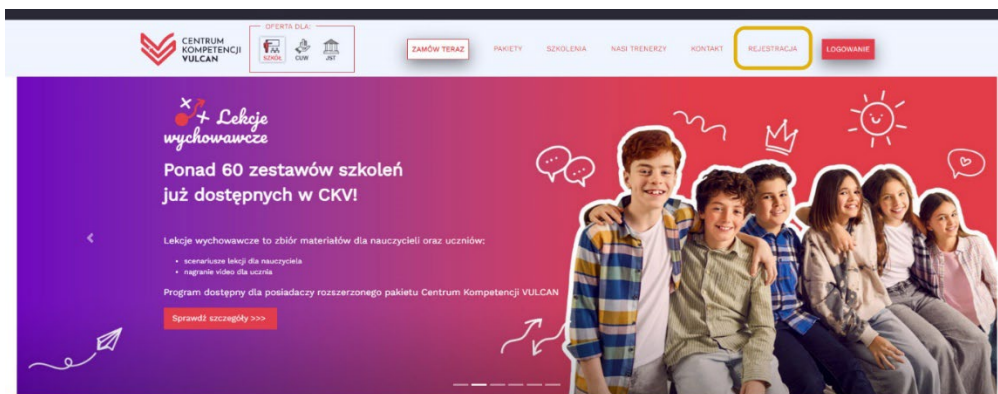 CENTRUM
KOMPETENCJI
VULCAN
OFERTA DLA:
SZKÓŁ CUW JST
ZAMÓW TERAZ PAKIETY SZKOLENIA NASI TRENERZY KONTAKT REJESTRACJA LOGOWANIE
Lekcje
wychowawcze
Ponad 60 zestawów szkoleń
już dostępnych w CKV!
Lekcje wychowawcze to zbiór materiałów dla nauczycieli oraz uczniów:
• scenariusze lekcji dla nauczyciela
• nagranie video dla ucznia
Program dostępny dla posiadaczy rozszerzonego pakietu Centrum Kompetencji VULCAN
Sprawdź szczegóły >>>